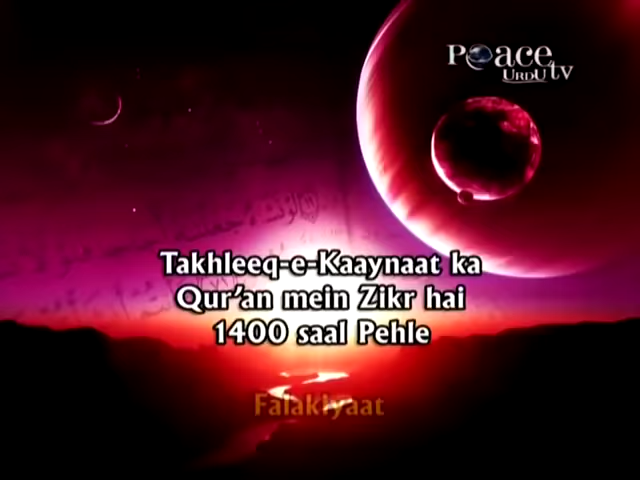 Peace
URDU tv
Takhleeq-e-Kaaynaat ka
Qur'an mein Zikr hai
1400 saal Pehle
Falakiyaat